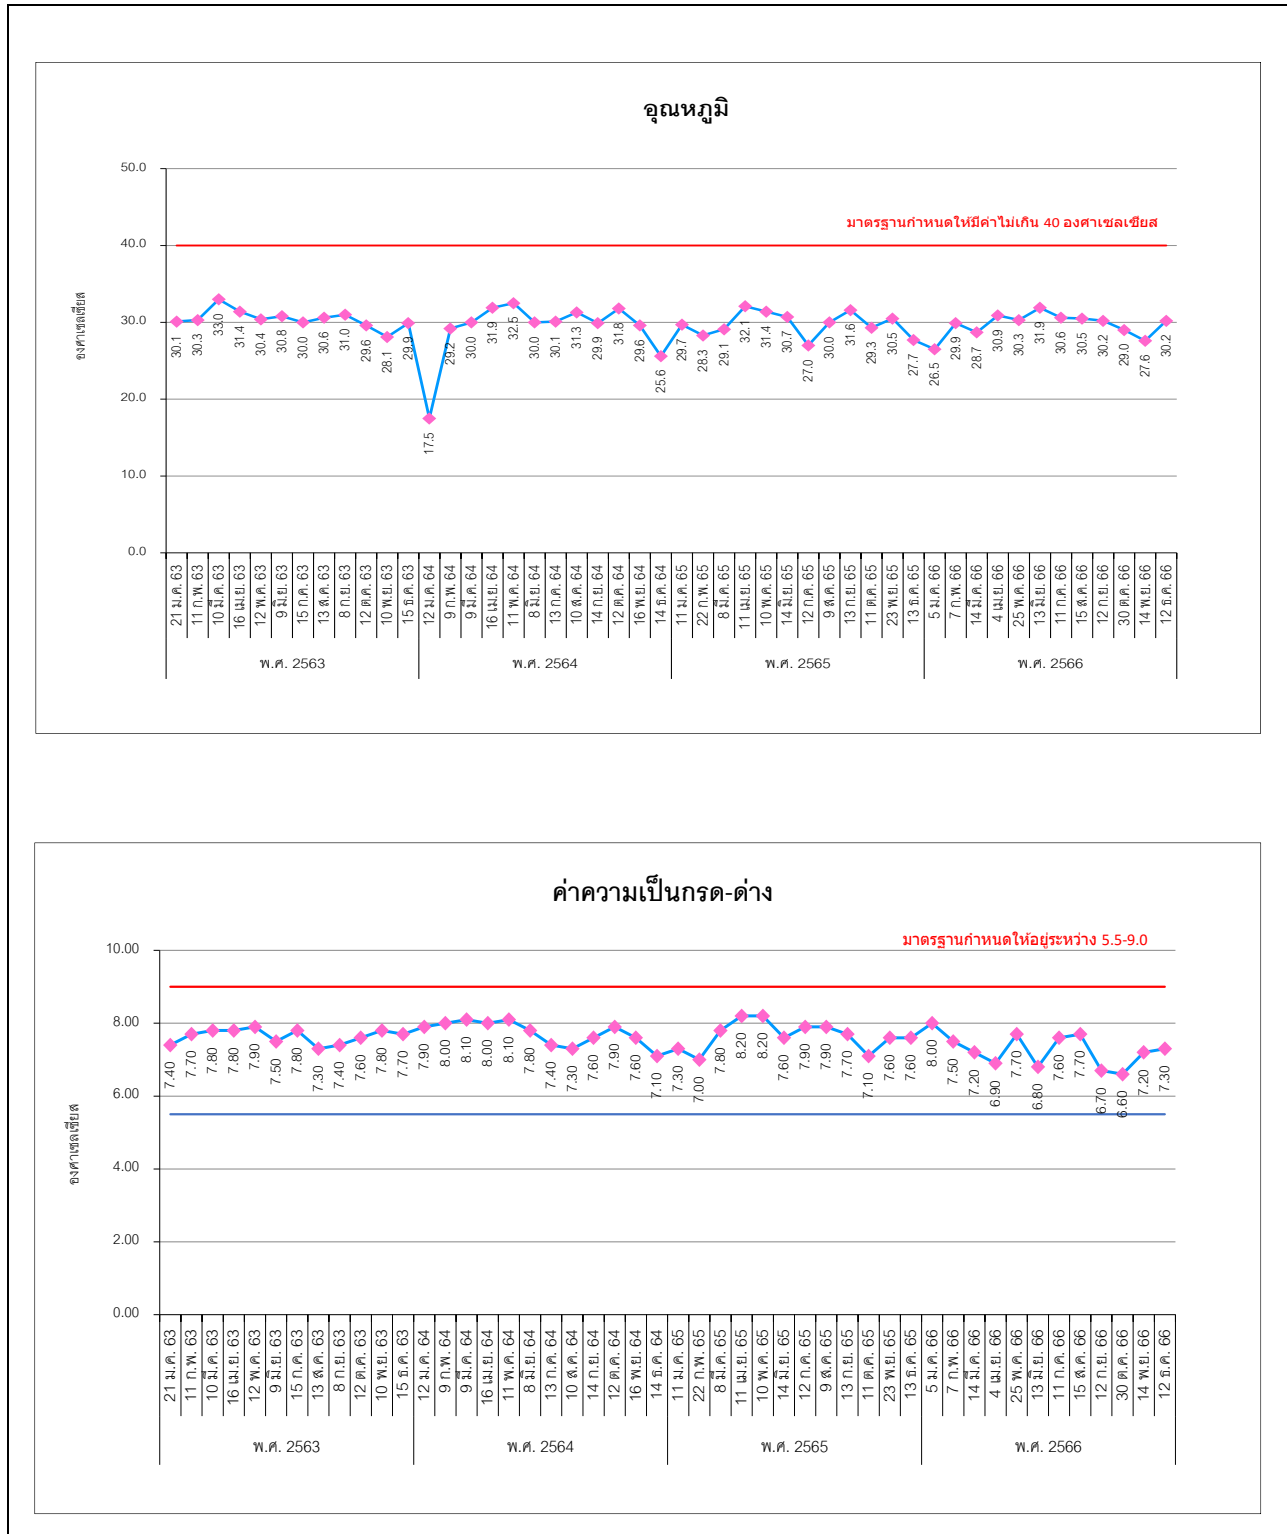 อุณหภูมิ
50.0
มาตรฐานกำหนดให้มีค่าไม่เกิน 40 องศาเซลเซียส
40.0
องศาเซลเซียส
30.0
20.0
10.0
0.0
30.1 30.3 33.0 31.4 30.4 30.8 30.0 30.6 31.0 29.6 28.1 29.9 17.5 29.2 30.0 31.9 32.5 30.0 30.1 31.3 29.9 31.8 29.6 25.6 29.7 28.3 29.1 32.1 31.4 30.7 27.0 30.0 31.6 29.3 30.5 27.7 26.5 29.9 28.7 30.9 30.3 31.9 30.6 30.5 30.2 29.0 27.6 30.2
21 ม.ค. 63
11 ก.พ. 63
10 มี.ค. 63
16 เม.ย. 63
12 พ.ค. 63
9 มิ.ย. 63
15 ก.ค. 63
13 ส.ค. 63
8 ก.ย. 63
12 ต.ค. 63
10 พ.ย. 63
15 ธ.ค. 63
12 ม.ค. 64
9 ก.พ. 64
9 มี.ค. 64
16 เม.ย. 64
11 พ.ค. 64
8 มิ.ย. 64
13 ก.ค. 64
10 ส.ค. 64
14 ก.ย. 64
12 ต.ค. 64
16 พ.ย. 64
14 ธ.ค. 64
11 ม.ค. 65
22 ก.พ. 65
8 มี.ค. 65
11 เม.ย. 65
10 พ.ค. 65
14 มิ.ย. 65
12 ก.ค. 65
9 ส.ค. 65
13 ก.ย. 65
11 ต.ค. 65
23 พ.ย. 65
13 ธ.ค. 65
5 ม.ค. 66
7 ก.พ. 66
14 มี.ค. 66
4 เม.ย. 66
25 พ.ค. 66
13 มิ.ย. 66
11 ก.ค. 66
15 ส.ค. 66
12 ก.ย. 66
30 ต.ค. 66
14 พ.ย. 66
12 ธ.ค. 66
พ.ศ. 2563 พ.ศ. 2564 พ.ศ. 2565 พ.ศ. 2566
ค่าความเป็นกรด-ด่าง
มาตรฐานกำหนดให้อยู่ระหว่าง 5.5-9.0
10.00
8.00
6.00
องศาเซลเซียส
4.00
2.00
0.00
7.40 7.70 7.80 7.80 7.90 7.50 7.80 7.30 7.40 7.60 7.80 7.70 7.90 8.00 8.10 8.00 8.10 7.80 7.40 7.30 7.60 7.90 7.60 7.10 7.30 7.00 7.80 8.20 8.20 7.60 7.90 7.90 7.70 7.10 7.60 7.60 8.00 7.50 7.20 6.90 7.70 6.80 7.60 7.70 6.70 6.60 7.20 7.30
21 ม.ค. 63
11 ก.พ. 63
10 มี.ค. 63
16 เม.ย. 63
12 พ.ค. 63
9 มิ.ย. 63
15 ก.ค. 63
13 ส.ค. 63
8 ก.ย. 63
12 ต.ค. 63
10 พ.ย. 63
15 ธ.ค. 63
12 ม.ค. 64
9 ก.พ. 64
9 มี.ค. 64
16 เม.ย. 64
11 พ.ค. 64
8 มิ.ย. 64
13 ก.ค. 64
10 ส.ค. 64
14 ก.ย. 64
12 ต.ค. 64
16 พ.ย. 64
14 ธ.ค. 64
11 ม.ค. 65
22 ก.พ. 65
8 มี.ค. 65
11 เม.ย. 65
10 พ.ค. 65
14 มิ.ย. 65
12 ก.ค. 65
9 ส.ค. 65
13 ก.ย. 65
11 ต.ค. 65
23 พ.ย. 65
13 ธ.ค. 65
5 ม.ค. 66
7 ก.พ. 66
14 มี.ค. 66
4 เม.ย. 66
25 พ.ค. 66
13 มิ.ย. 66
11 ก.ค. 66
15 ส.ค. 66
12 ก.ย. 66
30 ต.ค. 66
14 พ.ย. 66
12 ธ.ค. 66
พ.ศ. 2563 พ.ศ. 2564 พ.ศ. 2565 พ.ศ. 2566